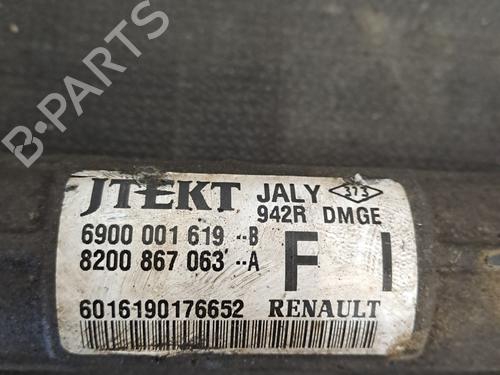 B-PARTS
JTEKT JALY 373
942R DMGE
6900 001 619 --B
8200 867 063 --A
F I
6016190176652 RENAULT